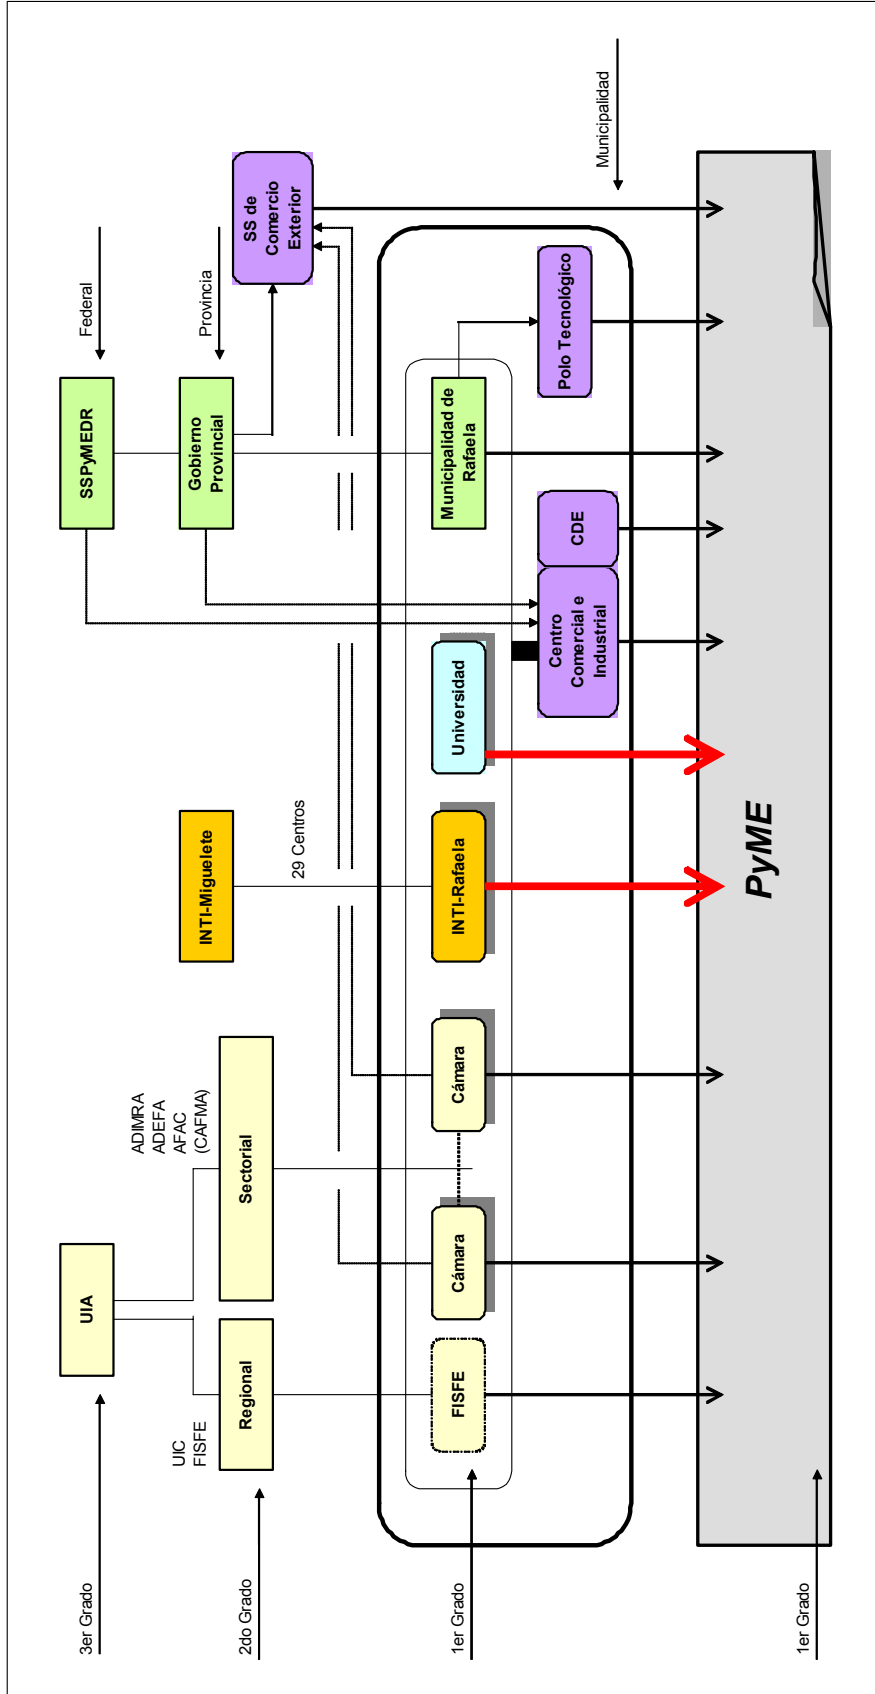 3er Grado
2do Grado
1er Grado
1er Grado
UIA
UIC
FISFE
Regional
ADIMRA
ADEFA
AFAC
(CAFMA)
Sectorial
FISFE
Cámara
Cámara
INTI-Miguelete
29 Centros
INTI-Rafaela
Universidad
SSPyMEDR
Gobierno
Provincial
Municipalidad de
Rafaela
Centro
Comercial e
Industrial
CDE
Polo Tecnológico
SS de
Comercio
Exterior
Federal
Provincia
Municipalidad
PyME